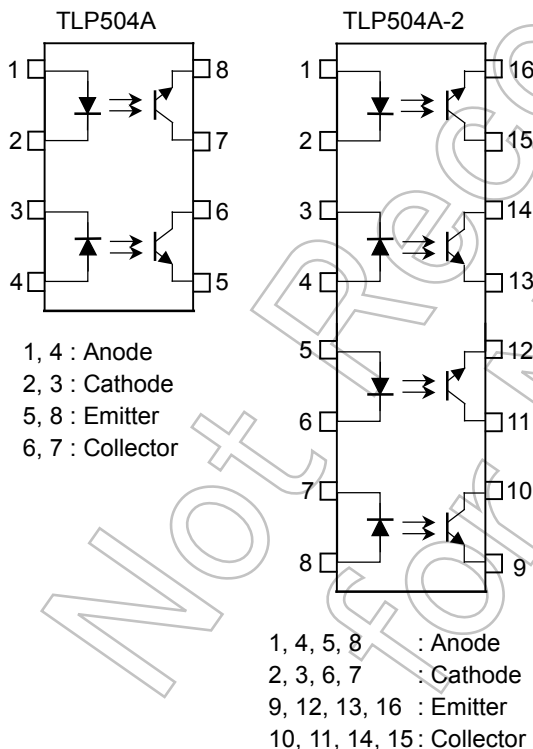 TLP504A
1
2
3
4
8
7
6
5
1, 4 : Anode
2, 3 : Cathode
5, 8 : Emitter
6, 7 : Collector
TLP504A-2
1
2
3
4
5
6
7
8
16
15
14
13
12
11
10
9
1, 4, 5, 8 : Anode
2, 3, 6, 7 : Cathode
9, 12, 13, 16 : Emitter
10, 11, 14, 15 : Collector
Not Reco
for